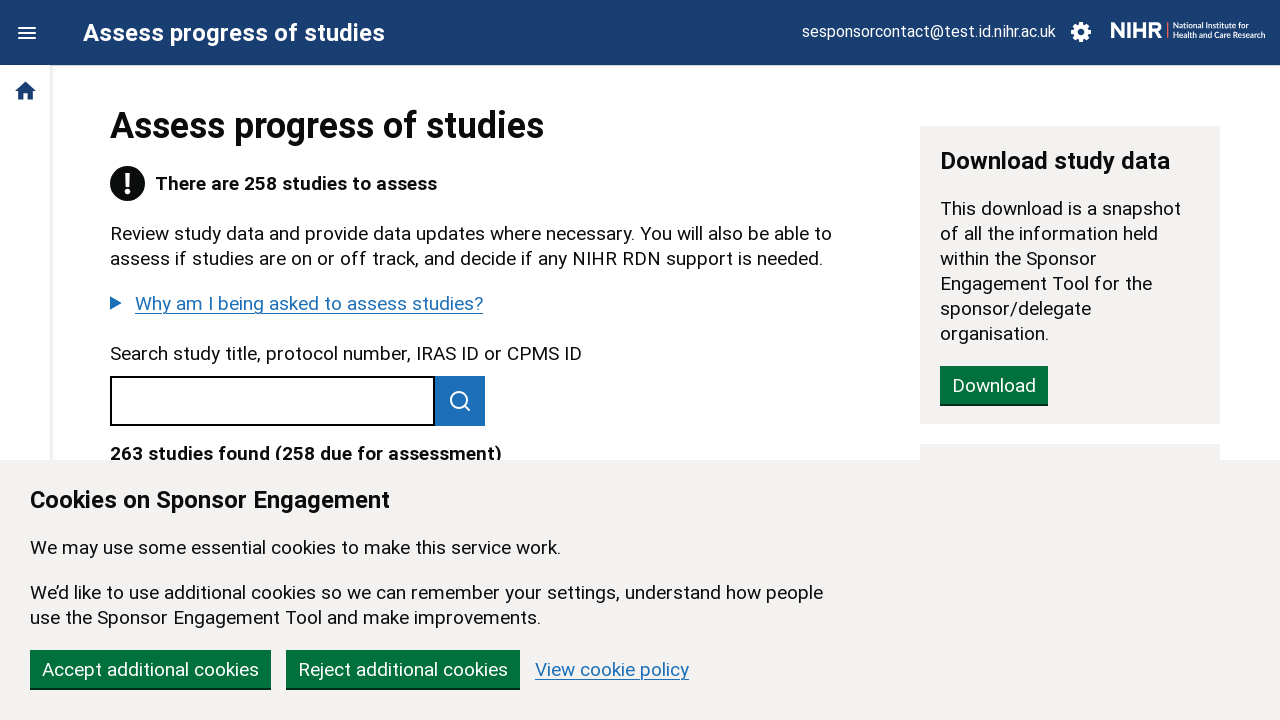 Assess progress of studies
sesponsorcontact@test.id.nihr.ac.uk
NIHR | National Institute for
Health and Care Research
Assess progress of studies
There are 258 studies to assess
Review study data and provide data updates where necessary. You will also be able to
assess if studies are on or off track, and decide if any NIHR RDN support is needed.
Why am I being asked to assess studies?
Search study title, protocol number, IRAS ID or CPMS ID
263 studies found (258 due for assessment)
Download study data
This download is a snapshot
of all the information held
within the Sponsor
Engagement Tool for the
sponsor/delegate
organisation.
Download
Cookies on Sponsor Engagement
We may use some essential cookies to make this service work.
We’d like to use additional cookies so we can remember your settings, understand how people
use the Sponsor Engagement Tool and make improvements.
Accept additional cookies
Reject additional cookies
View cookie policy